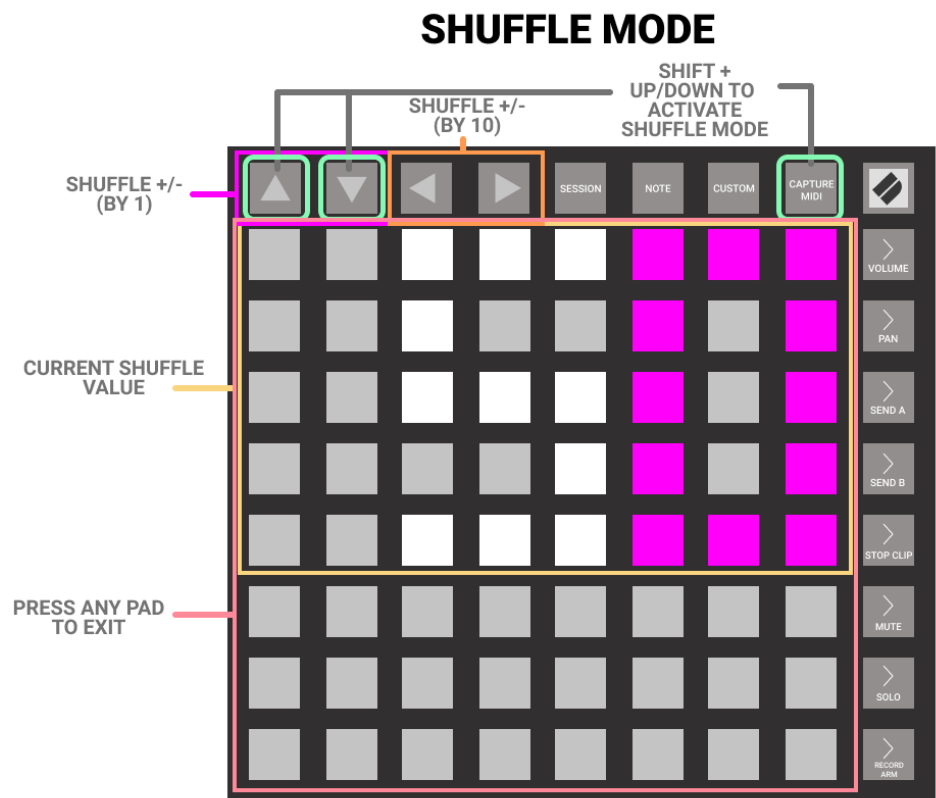 SHUFFLE MODE
SHIFT +
UP/DOWN TO
ACTIVATE
SHUFFLE MODE
SHUFFLE +/-
(BY 10)
SHUFFLE +/-
(BY 1)
SESSION
NOTE
CUSTOM
CAPTURE
MIDI
VOLUME
PAN
CURRENT SHUFFLE
VALUE
SEND A
SEND B
STOP CLIP
PRESS ANY PAD
TO EXIT
MUTE
SOLO
RECORD
ARM